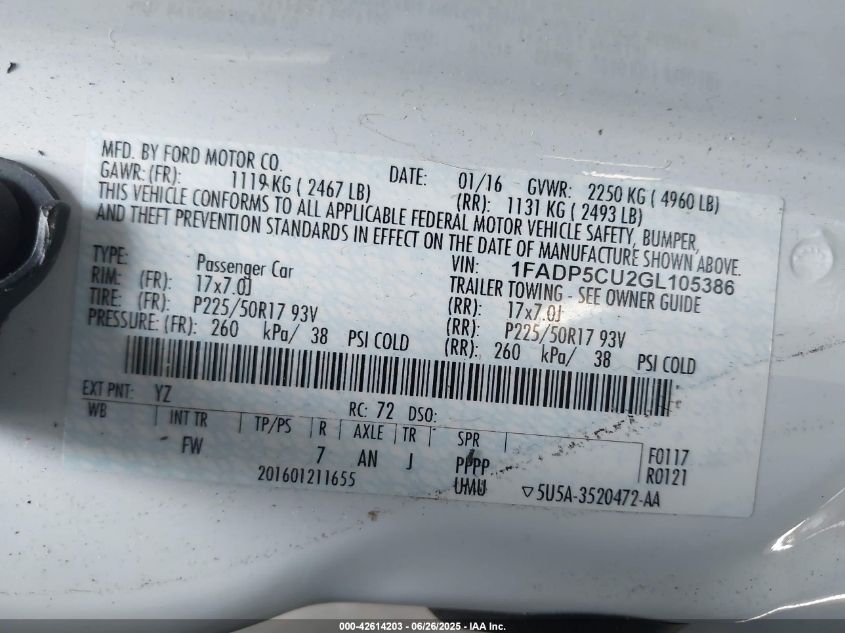 MFD. BY FORD MOTOR CO.
DATE: 01/16 GVWR: 2250 KG ( 4960 LB)
GAWR: (FR): 1119 KG ( 2467 LB) (RR): 1131 KG ( 2493 LB)
THIS VEHICLE CONFORMS TO ALL APPLICABLE FEDERAL MOTOR VEHICLE SAFETY, BUMPER,
AND THEFT PREVENTION STANDARDS IN EFFECT ON THE DATE OF MANUFACTURE SHOWN ABOVE.
VIN: 1FADP5CU2GL105386
TYPE: Passenger Car TRAILER TOWING - SEE OWNER GUIDE
RIM: (FR): 17x7.0J (RR): 17x7.0J
TIRE: (FR): P225/50R17 93V (RR): P225/50R17 93V
PRESSURE: (FR): 260 kPa/ 38 PSI COLD (RR): 260 kPa/ 38 PSI COLD
EXT PNT: YZ RC: 72 DSO:
WB INT TR TP/PS R AXLE TR SPR
FW 7 AN J PPPP F0117
201601211655 UMU R0121
▽5U5A-3520472-AA
000-42614203 - 06/26/2025 - IAA Inc.